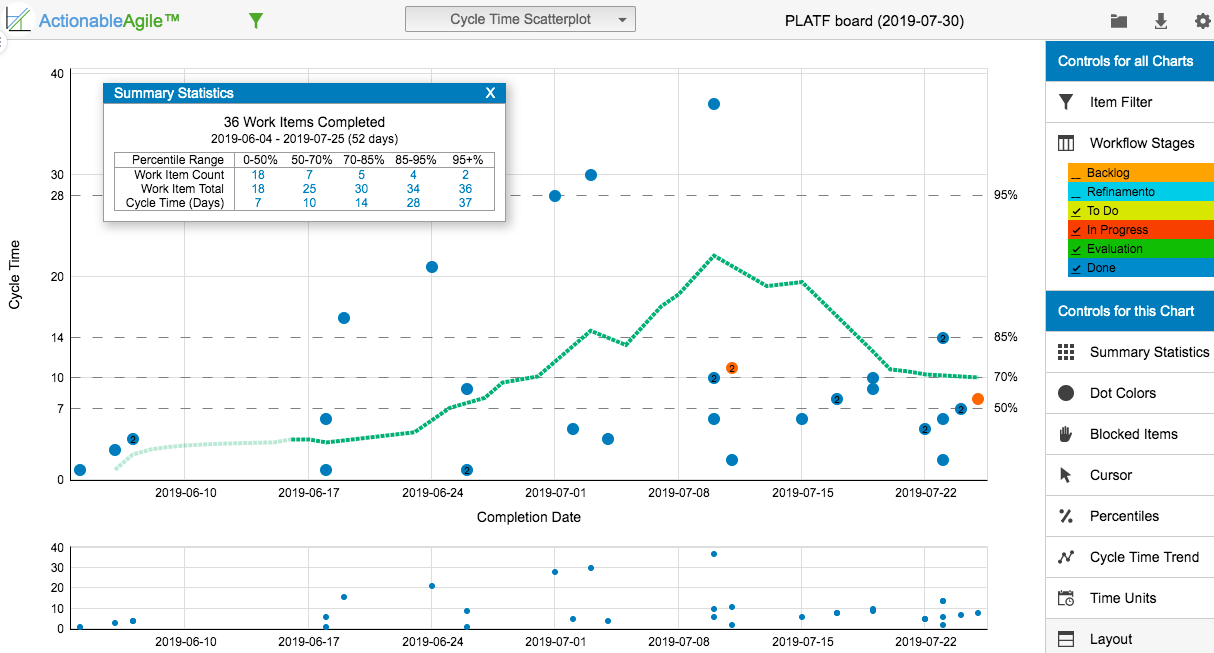 ActionableAgile™ Cycle Time Scatterplot PLATF board (2019-07-30)
Controls for all Charts
Item Filter
Workflow Stages
Backlog
Refinamento
To Do
In Progress
Evaluation
Done
Controls for this Chart
Summary Statistics
Dot Colors
Blocked Items
Cursor
Percentiles
Cycle Time Trend
Time Units
Layout
Summary Statistics X
36 Work Items Completed
2019-06-04 - 2019-07-25 (52 days)
Percentile Range 0-50% 50-70% 70-85% 85-95% 95+%
Work Item Count 18 7 5 4 2
Work Item Total 18 25 30 34 36
Cycle Time (Days) 7 10 14 28 37
Cycle Time
40
30
28 95%
20
14 2 85%
2
10 2 70%
2
7 2 50%
2 2
2
0
2019-06-10 2019-06-17 2019-06-24 2019-07-01 2019-07-08 2019-07-15 2019-07-22
Completion Date
40
30
20
10
0
2019-06-10 2019-06-17 2019-06-24 2019-07-01 2019-07-08 2019-07-15 2019-07-22